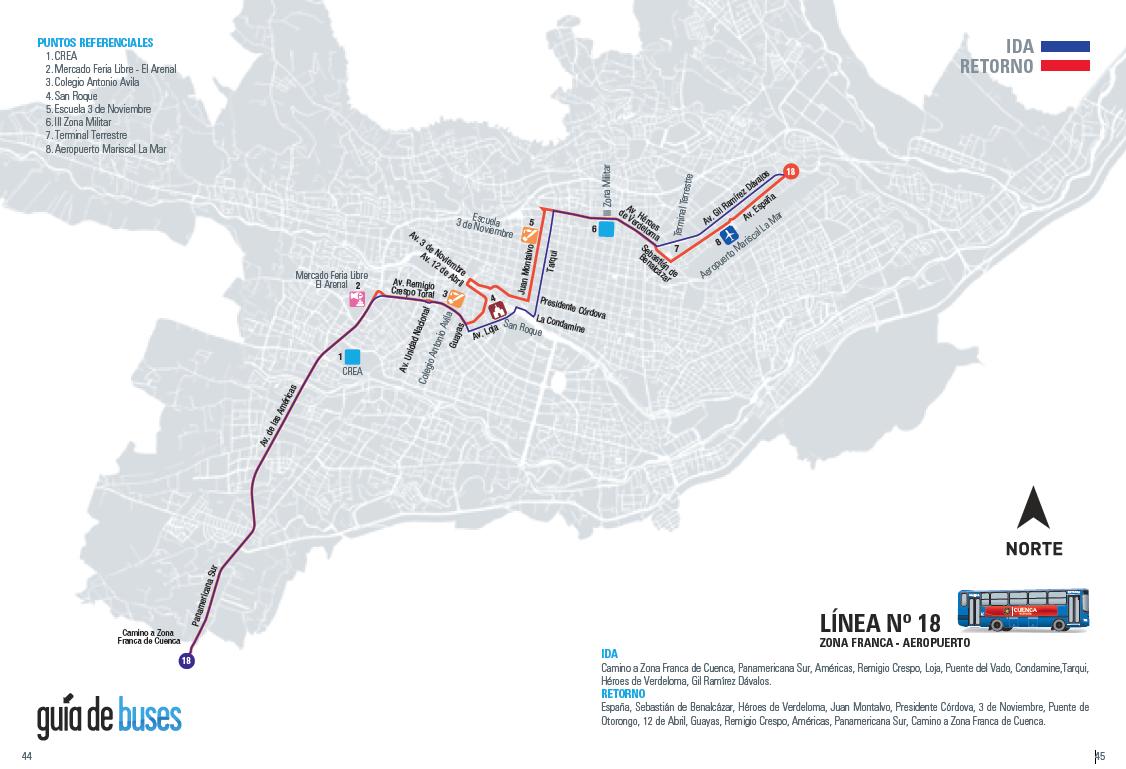 PUNTOS REFERENCIALES
1. CREA
2. Mercado Feria Libre - El Arenal
3. Colegio Antonio Avila
4. San Roque
5. Escuela 3 de Noviembre
6. III Zona Militar
7. Terminal Terrestre
8. Aeropuerto Mariscal La Mar
IDA
RETORNO
18
Av. Gil Ramírez Dávalos
Av. España
Terminal Terrestre
7
8
Aeropuerto Mariscal La Mar
III Zona Militar
6
Av. Héroes
de Verdeloma
Sebastián de
Benalcázar
Escuela
3 de Noviembre
5
Juan Montalvo
Tarqui
Av. 3 de Noviembre
Av. 12 de Abril
Mercado Feria Libre
El Arenal
2
Av. Remigio
Crespo Toral
3
4
Presidente Córdova
La Condamine
San Roque
Av. Loja
Guayas
Colegio Antonio Avila
Av. Unidad Nacional
1
CREA
Av. de las Américas
Panamericana Sur
Camino a Zona
Franca de Cuenca
18
NORTE
CUENCA
LÍNEA Nº 18
ZONA FRANCA - AEROPUERTO
IDA
Camino a Zona Franca de Cuenca, Panamericana Sur, Américas, Remigio Crespo, Loja, Puente del Vado, Condamine,Tarqui,
Héroes de Verdeloma, Gil Ramírez Dávalos.
RETORNO
España, Sebastián de Benalcázar, Héroes de Verdeloma, Juan Montalvo, Presidente Córdova, 3 de Noviembre, Puente de
Otorongo, 12 de Abril, Guayas, Remigio Crespo, Américas, Panamericana Sur, Camino a Zona Franca de Cuenca.
guía de buses
44
45